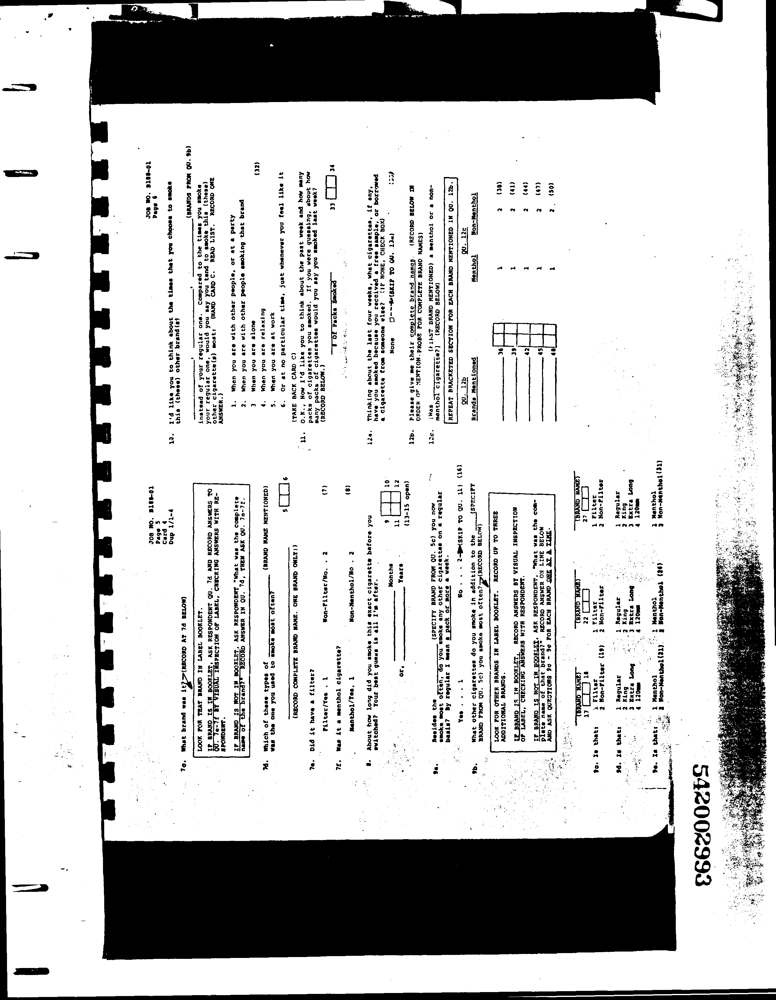 JOB NO. B188-01
Page 5
Card 4
Dup 1/1-4
7c. What brand was it? (RECORD AT 7d BELOW)
LOOK FOR THAT BRAND IN LABEL BOOKLET.
IF BRAND IS IN BOOKLET, ASK RESPONDENT QU. 7d AND RECORD ANSWERS TO
QU. 7e-7f BY VISUAL INSPECTION OF LABEL, CHECKING ANSWERS WITH RE-
SPONDENT.
IF BRAND IS NOT IN BOOKLET, ASK RESPONDENT "What was the complete
name of the brand?" RECORD ANSWER IN QU. 7d, THEN ASK QU. 7e-7f.
7d. Which of these types of (BRAND NAME MENTIONED)
was the one you used to smoke most often?
5 6
(RECORD COMPLETE BRAND NAME. ONE BRAND ONLY!)
7e. Did it have a filter?
Filter/Yes . 1 Non-Filter/No. . 2 (7)
7f. Was it a menthol cigarette?
Menthol/Yes. 1 Non-Menthol/No . 2 (8)
8. About how long did you smoke this exact cigarette before you
switched? Your best guess is all I'm after.
Months 9 10
or,
Years 11 12
(13-15 open)
9a. Besides the (SPECIFY BRAND FROM QU. 5c) you now
smoke most often, do you smoke any other cigarettes on a regular
basis? By regular, I mean a pack or more a week.
Yes . . . . 1 No . . . 2 (SKIP TO QU. 11) (16)
9b. What other cigarettes do you smoke in addition to the (SPECIFY
BRAND FROM QU. 5c) you smoke most often? (RECORD BELOW)
LOOK FOR OTHER BRANDS IN LABEL BOOKLET. RECORD UP TO THREE
ADDITIONAL BRANDS.
IF BRAND IS IN BOOKLET, RECORD ANSWERS BY VISUAL INSPECTION
OF LABEL, CHECKING ANSWERS WITH RESPONDENT.
IF BRAND IS NOT IN BOOKLET, ASK RESPONDENT, "What was the com-
plete name of that brand?" RECORD ANSWER ON LINE BELOW
AND ASK QUESTIONS 9c - 9e FOR EACH BRAND ONE AT A TIME.
(BRAND NAME) (BRAND NAME) (BRAND NAME)
17 18 22 27
9c. Is that: 1 Filter 1 Filter 1 Filter
2 Non-Filter (19) 2 Non-Filter 2 Non-Filter
9d. Is that: 1 Regular 1 Regular 1 Regular
2 King 2 King 2 King
3 Extra Long 3 Extra Long 3 Extra Long
4 120mm 4 120mm 4 120mm
9e. Is that: 1 Menthol 1 Menthol 1 Menthol
2 Non-Menthol(21) 2 Non-Menthol (26) 2 Non-Menthol(31)
JOB NO. B188-01
Page 6
10. I'd like you to think about the times that you choose to smoke
this (these) other brand(s) (BRANDS FROM QU. 9b)
instead of your regular one. Compared to the times you smoke
your regular one, would you say you tend to smoke this (these)
other cigarette(s) most: (HAND CARD C. READ LIST. RECORD ONE
ANSWER.)
1. When you are with other people, or at a party
2. When you are with other people smoking that brand
3 When you are alone
4. When you are relaxing (32)
5. When you are at work
6. Or at no particular time, just whenever you feel like it
(TAKE BACK CARD C)
11. O.K., Now I'd like you to think about the past week and how many
packs of cigarettes you smoked. If you were guessing, about how
many packs of cigarettes would you say you smoked last week?
(RECORD BELOW.)
33 34
# Of Packs Smoked
12a. Thinking about the last four weeks, what cigarettes, if any,
have you smoked because you received a free sample, or borrowed
a cigarette from someone else? (IF NONE, CHECK BOX)
None (SKIP TO QU. 13a)
12b. Please give me their complete brand names (RECORD BELOW IN
ORDER OF MENTION-PROBE FOR COMPLETE BRAND NAMES)
12c. (Was (FIRST BRAND MENTIONED) a menthol or a non-
menthol cigarette?) (RECORD BELOW)
REPEAT BRACKETED SECTION FOR EACH BRAND MENTIONED IN QU. 12b.
QU. 12b QU. 12c
Brands Mentioned Menthol Non-Menthol
36 1 2 (38)
39 1 2 (41)
42 1 2 (44)
45 1 2 (47)
48 1 2 (50)
542002993